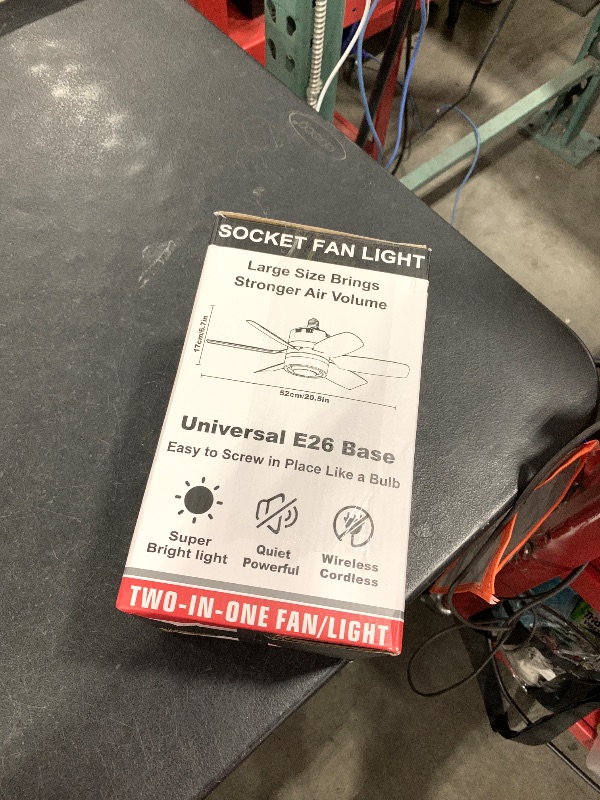 SOCKET FAN LIGHT
Large Size Brings
Stronger Air Volume
17cm/6.7in
52cm/20.5in
Universal E26 Base
Easy to Screw in Place Like a Bulb
Super
Bright light
Quiet
Powerful
Wireless
Cordless
TWO-IN-ONE FAN/LIGHT